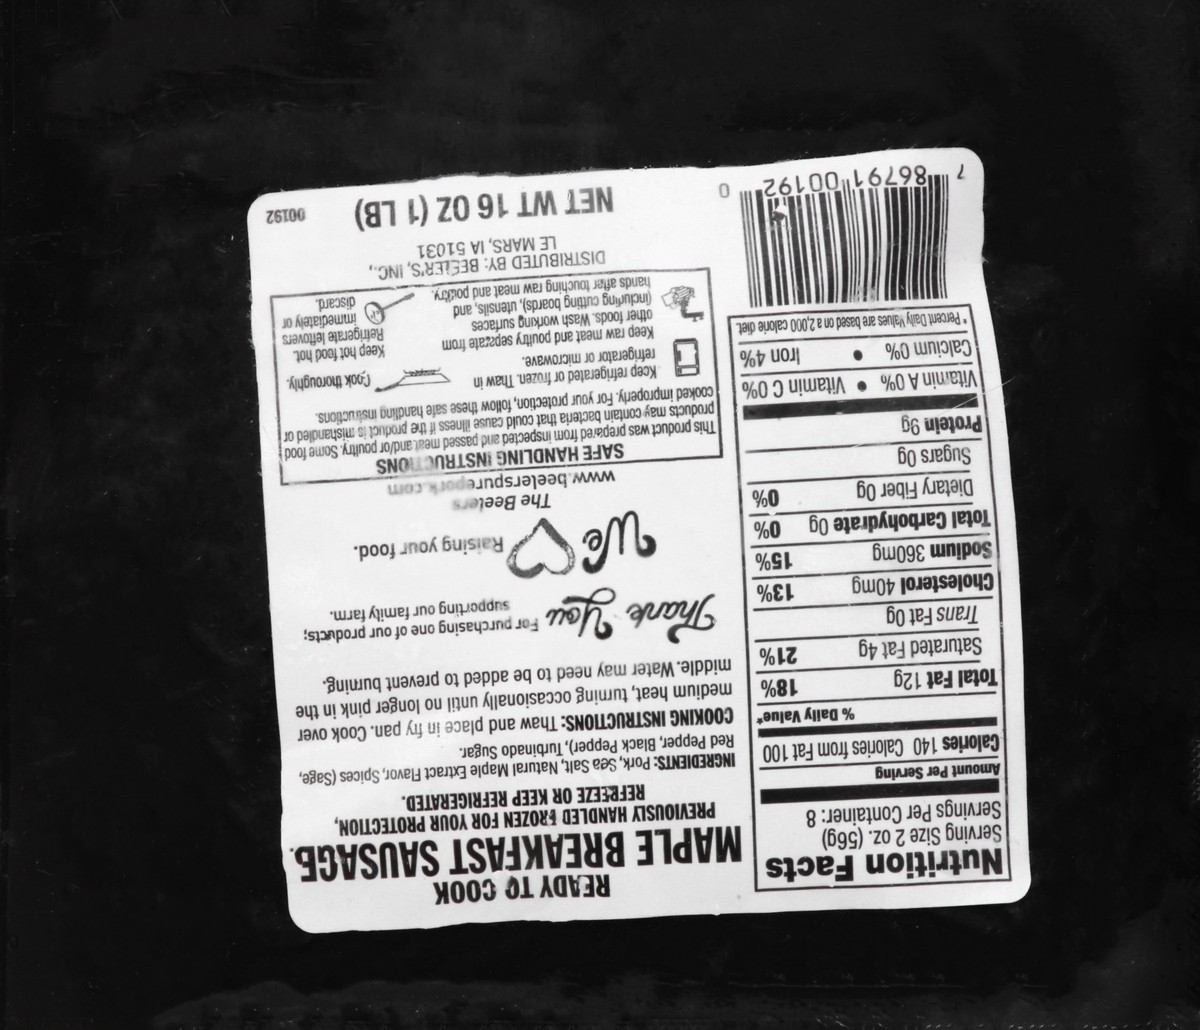 Nutrition Facts
Serving Size 2 oz. (56g)
Servings Per Container: 8
Amount Per Serving
Calories 140 Calories from Fat 100
% Daily Value*
Total Fat 12g 18%
Saturated Fat 4g 21%
Trans Fat 0g
Cholesterol 40mg 13%
Sodium 360mg 15%
Total Carbohydrate 0g 0%
Dietary Fiber 0g 0%
Sugars 0g
Protein 9g
Vitamin A 0% • Vitamin C 0%
Calcium 0% • Iron 4%
* Percent Daily Values are based on a 2,000 calorie diet.
7 86791 00192 0
READY TO COOK
MAPLE BREAKFAST SAUSAGE
PREVIOUSLY HANDLED FROZEN FOR YOUR PROTECTION,
REFREEZE OR KEEP REFRIGERATED.
INGREDIENTS: Pork, Sea Salt, Natural Maple Extract Flavor, Spices (Sage,
Red Pepper, Black Pepper), Turbinado Sugar.
COOKING INSTRUCTIONS: Thaw and place in fry pan. Cook over
medium heat, turning occasionally until no longer pink in the
middle. Water may need to be added to prevent burning.
Thank You For purchasing one of our products;
supporting our family farm.
We Raising your food.
The Beelers
www.beelerspurepork.com
SAFE HANDLING INSTRUCTIONS
This product was prepared from inspected and passed meat and/or poultry. Some food
products may contain bacteria that could cause illness if the product is mishandled or
cooked improperly. For your protection, follow these safe handling instructions.
Keep refrigerated or frozen. Thaw in
refrigerator or microwave.
Keep raw meat and poultry separate from
other foods. Wash working surfaces
(including cutting boards), utensils, and
hands after touching raw meat and poultry.
Cook thoroughly.
Keep hot food hot.
Refrigerate leftovers
immediately or
discard.
DISTRIBUTED BY: BEELER'S, INC.,
LE MARS, IA 51031
NET WT 16 OZ (1 LB)
00192